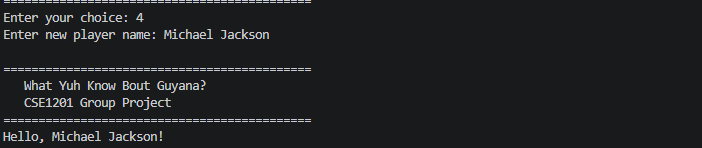 ============================================
Enter your choice: 4
Enter new player name: Michael Jackson
============================================
What Yuh Know Bout Guyana?
CSE1201 Group Project
============================================
Hello, Michael Jackson!